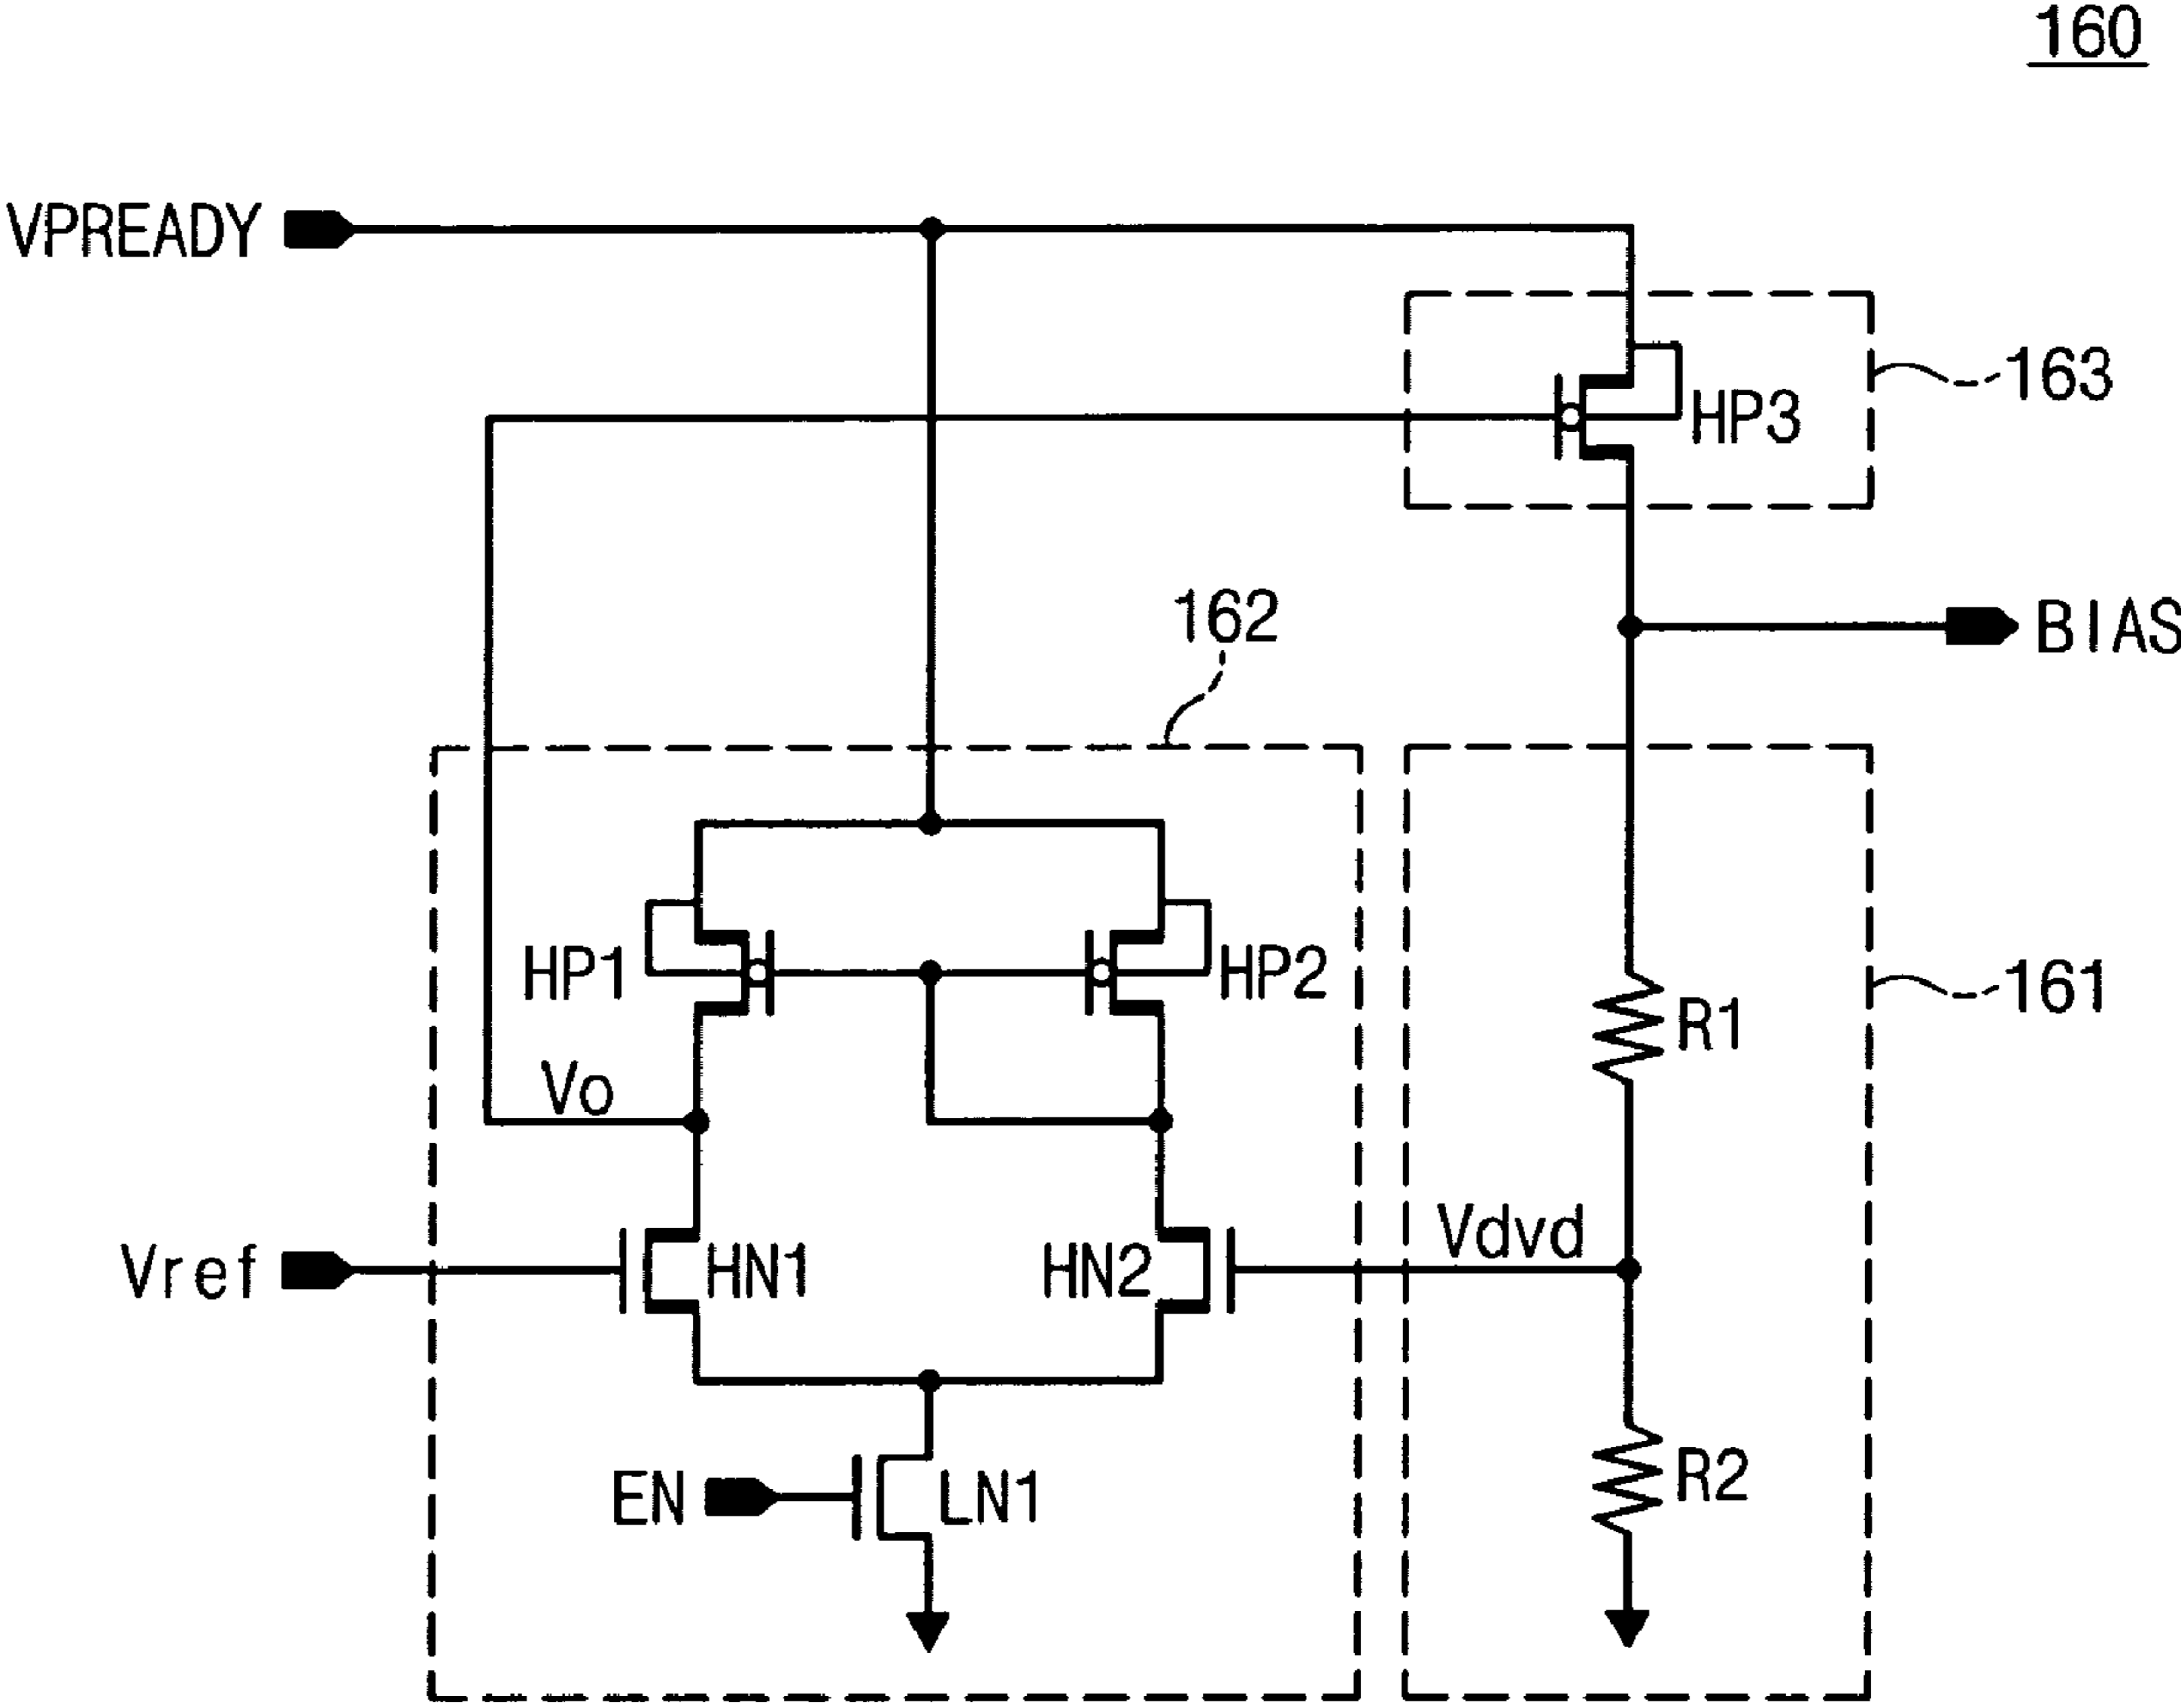 160
VPREADY
163
HP3
162
BIAS
HP1
HP2
161
R1
Vo
Vdvd
Vref
HN1
HN2
EN
LN1
R2